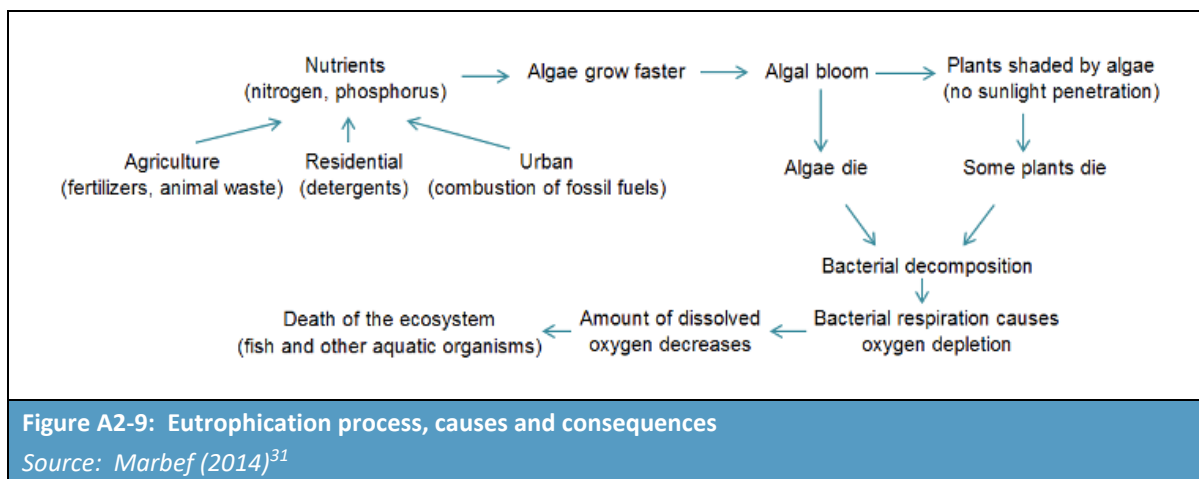 Nutrients
(nitrogen, phosphorus)
Algae grow faster
Algal bloom
Plants shaded by algae
(no sunlight penetration)
Agriculture
(fertilizers, animal waste)
Residential
(detergents)
Urban
(combustion of fossil fuels)
Algae die
Some plants die
Bacterial decomposition
Death of the ecosystem
(fish and other aquatic organisms)
Amount of dissolved
oxygen decreases
Bacterial respiration causes
oxygen depletion
Figure A2-9: Eutrophication process, causes and consequences
Source: Marbef (2014)31